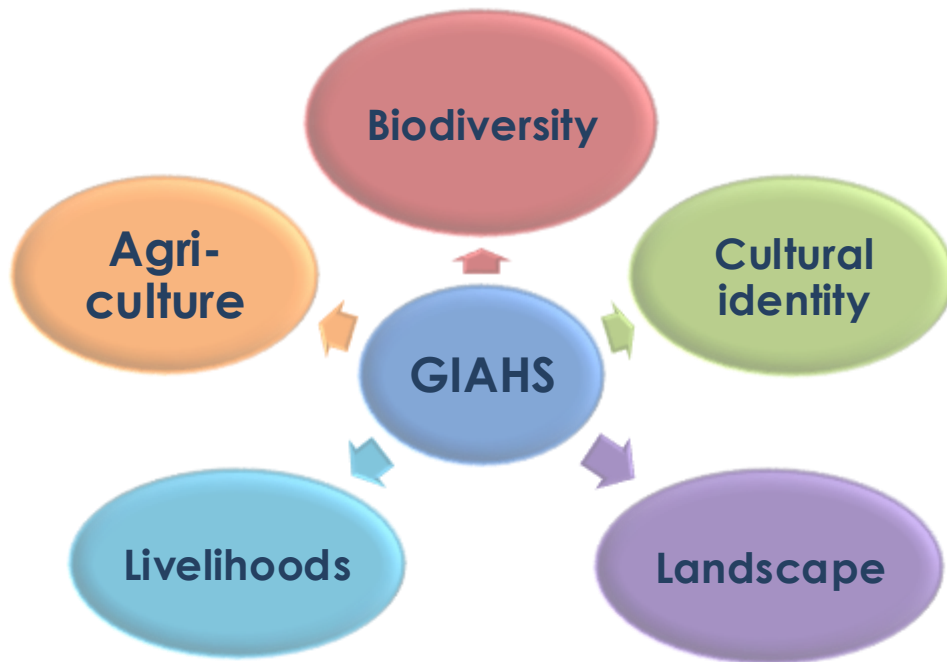 Biodiversity
Agri-
culture
Cultural
identity
GIAHS
Livelihoods
Landscape